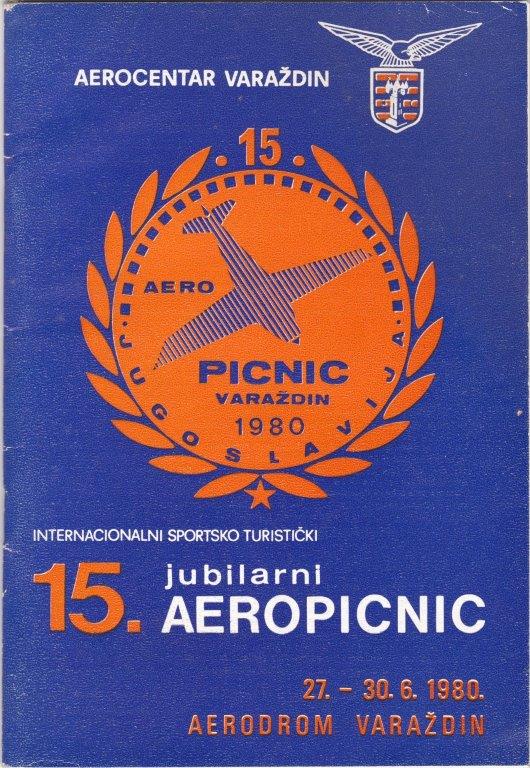 AEROCENTAR VARAŽDIN
. 15 .
AERO
PICNIC
VARAŽDIN
1980
· JUGOSLAVIJA ·
INTERNACIONALNI SPORTSKO TURISTIČKI
15. jubilarni
AEROPICNIC
27. – 30. 6. 1980.
AERODROM VARAŽDIN